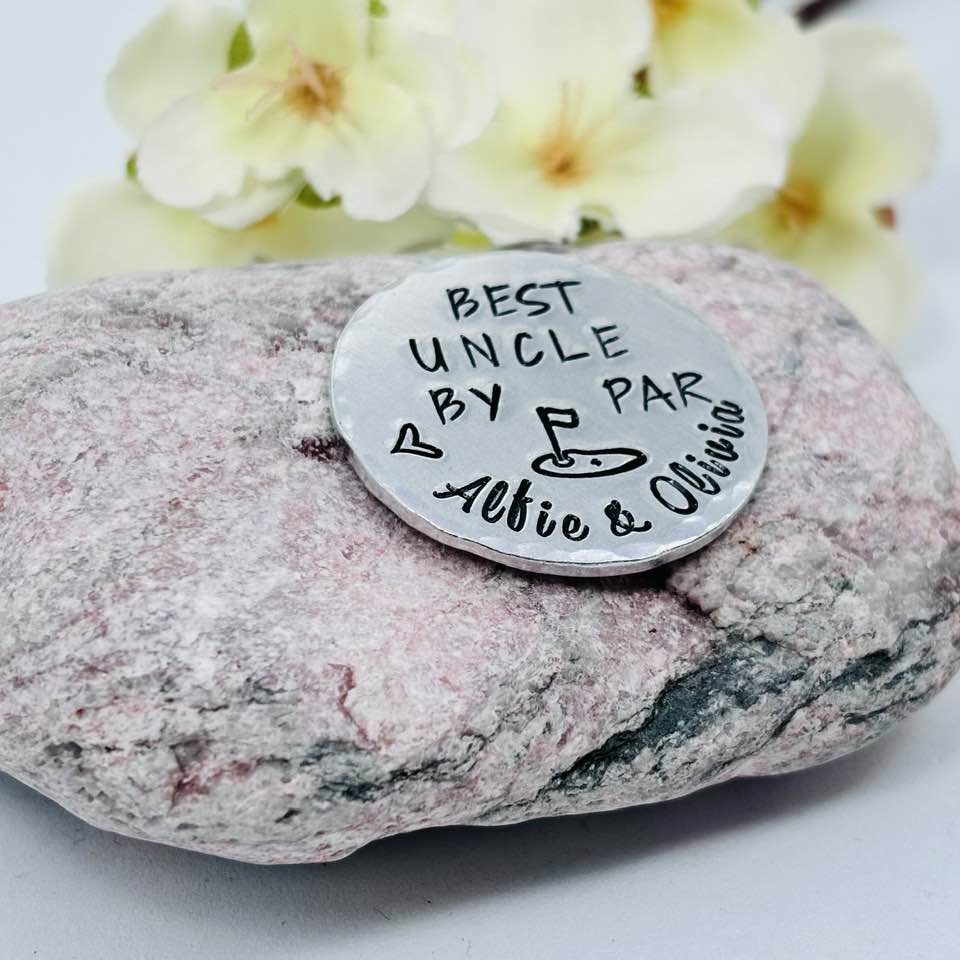 BEST
UNCLE
BY PAR
Alfie & Olivia